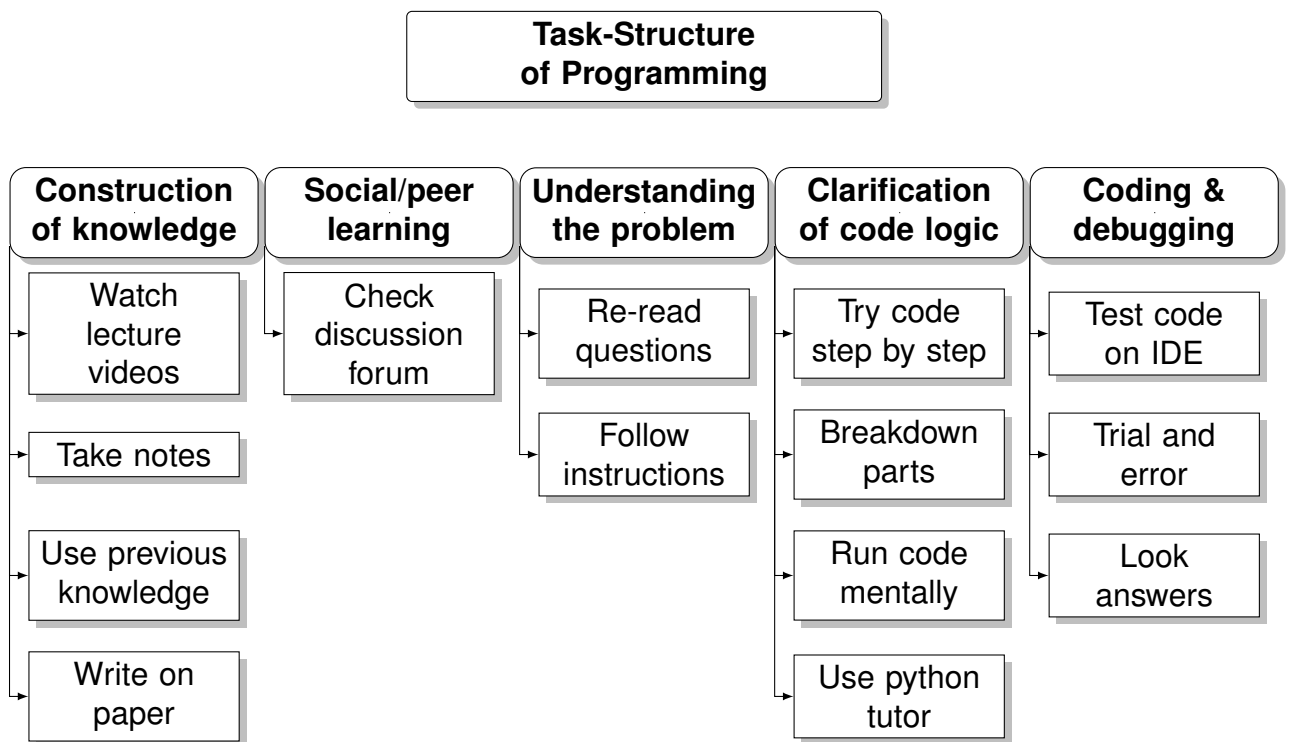 Task-Structure
of Programming
Construction
of knowledge
Social/peer
learning
Understanding
the problem
Clarification
of code logic
Coding &
debugging
Watch
lecture
videos
Take notes
Use previous
knowledge
Write on
paper
Check
discussion
forum
Re-read
questions
Follow
instructions
Try code
step by step
Breakdown
parts
Run code
mentally
Use python
tutor
Test code
on IDE
Trial and
error
Look
answers